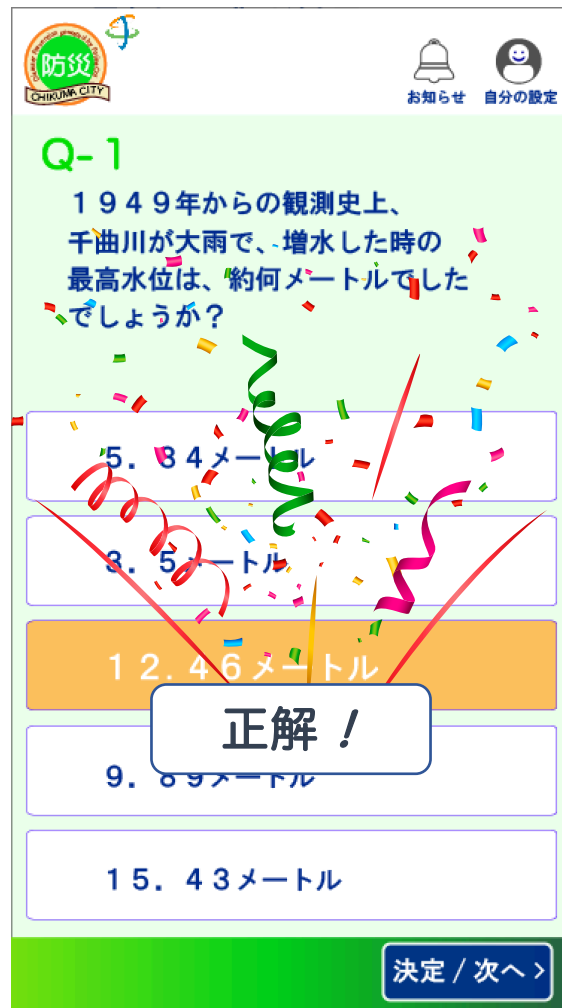 防災
CHIKUMA CITY
お知らせ
自分の設定
Q-1
１９４９年からの観測史上、
千曲川が大雨で、増水した時の
最高水位は、約何メートルでした
でしょうか？
５．３４メートル
３．５メートル
１２.４６メートル
正解！
９．８９メートル
１５．４３メートル
決定 / 次へ >